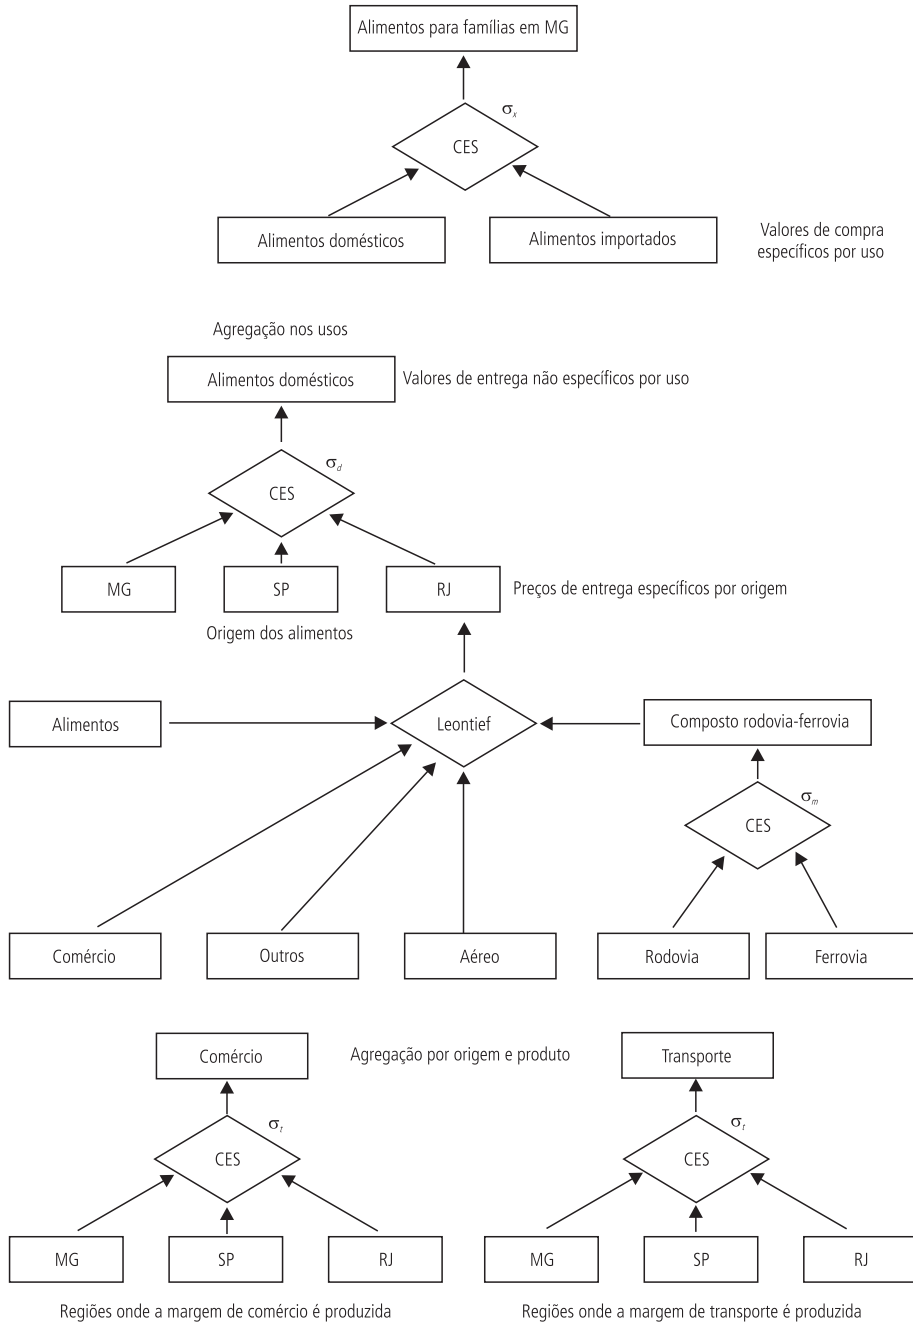 Alimentos para famílias em MG
σx
CES
Alimentos domésticos
Alimentos importados
Valores de compra
específicos por uso
Agregação nos usos
Alimentos domésticos
Valores de entrega não específicos por uso
σd
CES
MG
SP
RJ
Preços de entrega específicos por origem
Origem dos alimentos
Alimentos
Leontief
Composto rodovia-ferrovia
σm
CES
Comércio
Outros
Aéreo
Rodovia
Ferrovia
Comércio
Agregação por origem e produto
Transporte
σt
CES
σt
CES
MG
SP
RJ
MG
SP
RJ
Regiões onde a margem de comércio é produzida
Regiões onde a margem de transporte é produzida